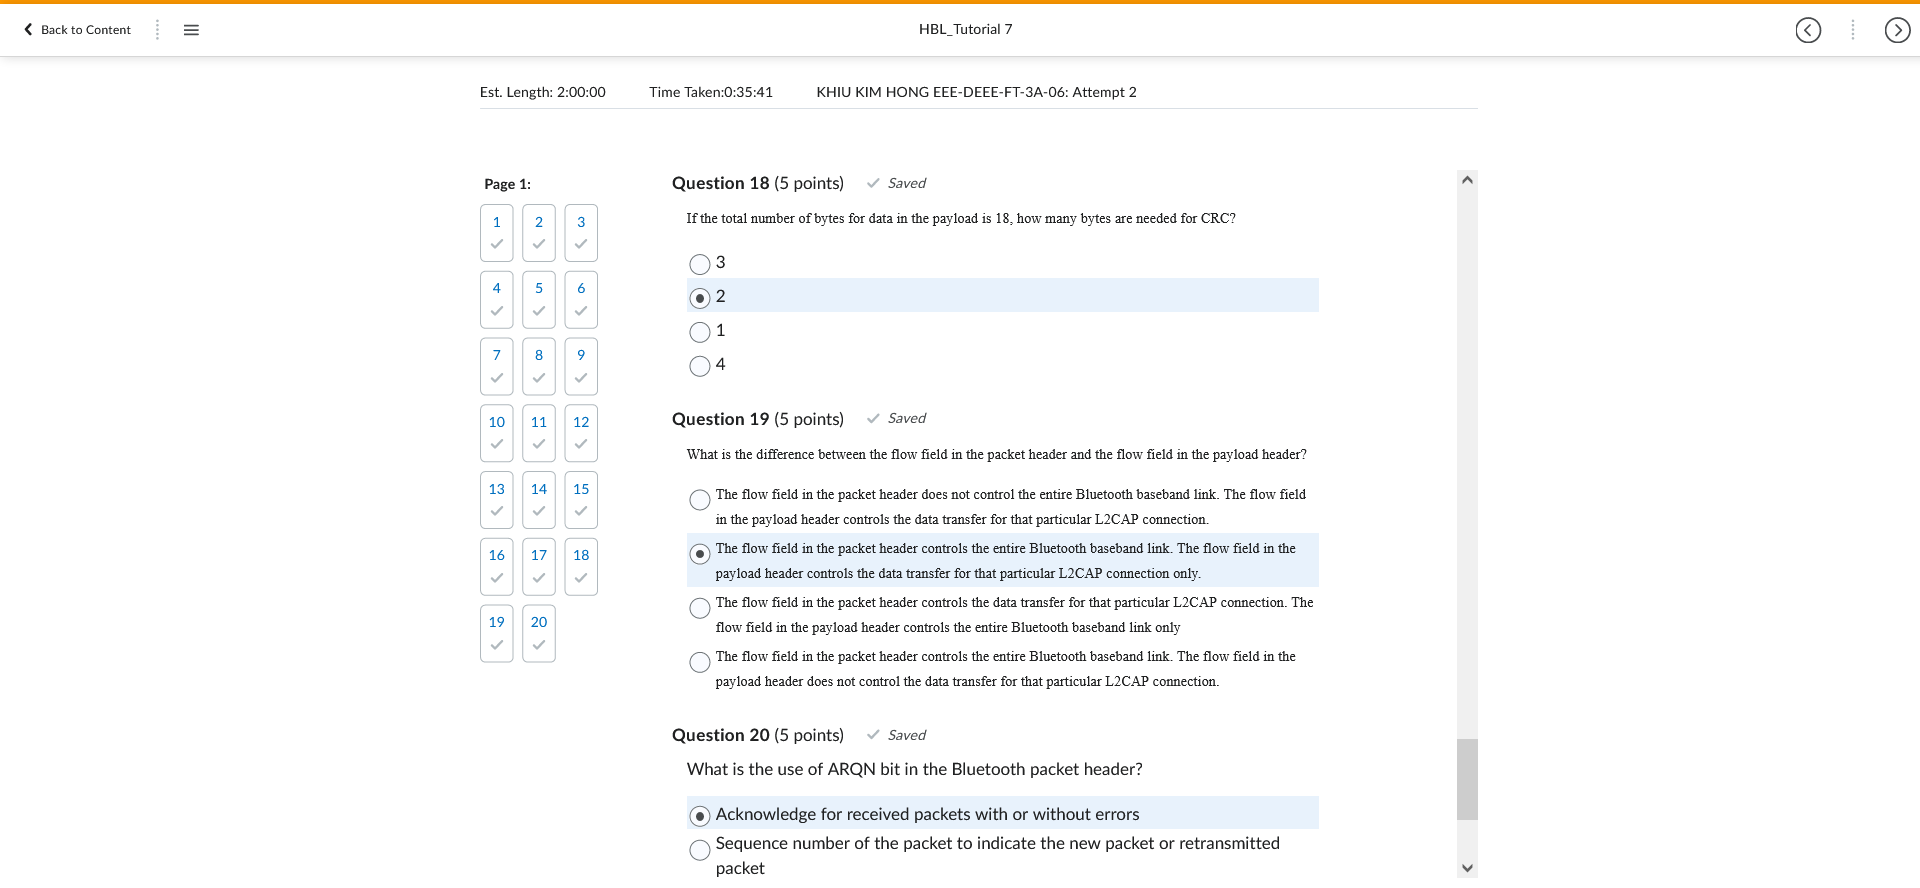 Back to Content
HBL_Tutorial 7
Est. Length: 2:00:00 Time Taken:0:35:41 KHIU KIM HONG EEE-DEEE-FT-3A-06: Attempt 2
Page 1:
1 2 3
4 5 6
7 8 9
10 11 12
13 14 15
16 17 18
19 20
Question 18 (5 points) Saved
If the total number of bytes for data in the payload is 18, how many bytes are needed for CRC?
3
2
1
4
Question 19 (5 points) Saved
What is the difference between the flow field in the packet header and the flow field in the payload header?
The flow field in the packet header does not control the entire Bluetooth baseband link. The flow field
in the payload header controls the data transfer for that particular L2CAP connection.
The flow field in the packet header controls the entire Bluetooth baseband link. The flow field in the
payload header controls the data transfer for that particular L2CAP connection only.
The flow field in the packet header controls the data transfer for that particular L2CAP connection. The
flow field in the payload header controls the entire Bluetooth baseband link only
The flow field in the packet header controls the entire Bluetooth baseband link. The flow field in the
payload header does not control the data transfer for that particular L2CAP connection.
Question 20 (5 points) Saved
What is the use of ARQN bit in the Bluetooth packet header?
Acknowledge for received packets with or without errors
Sequence number of the packet to indicate the new packet or retransmitted
packet